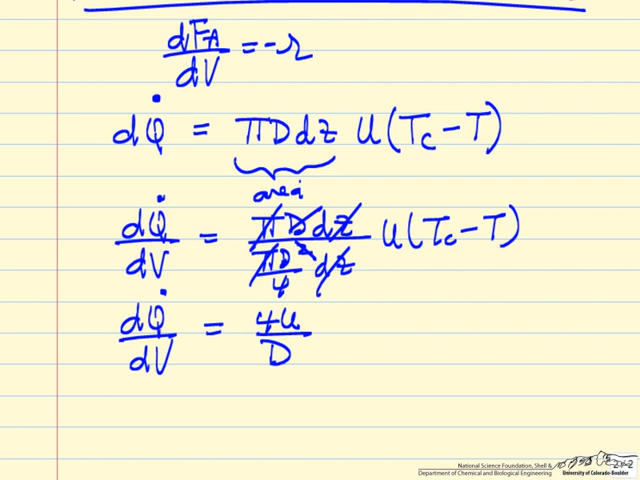 dF_A/dV = -r
dQ̇ = πD dz U(T_c - T)
area
dQ̇/dV = πD dz / (πD²/4 dz) U(T_c - T)
dQ̇/dV = 4U/D
National Science Foundation, Shell &
Department of Chemical and Biological Engineering
University of Colorado-Boulder